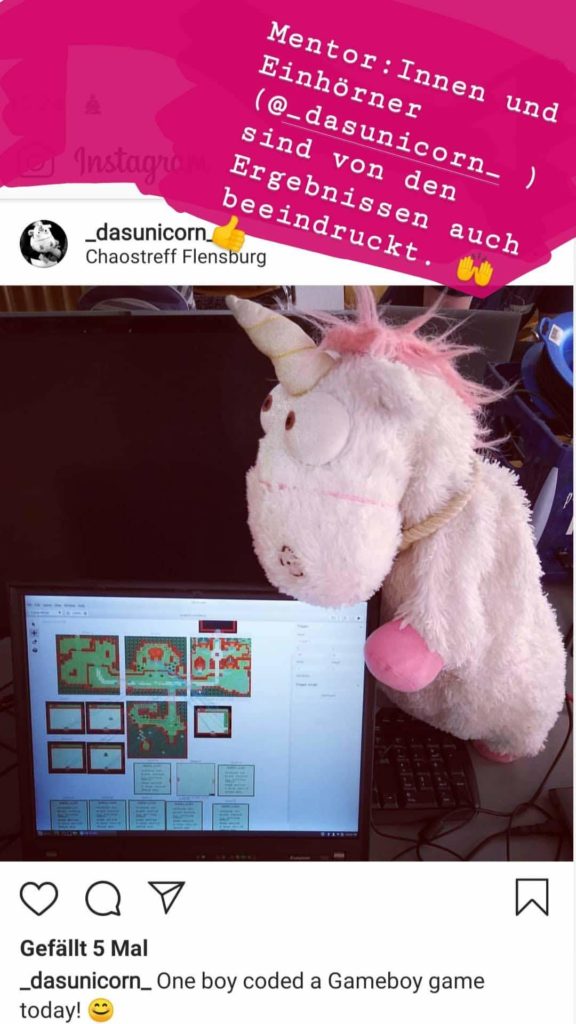 Mentor:Innen und
Einhörner
(@_dasunicorn_ )
sind von den
Ergebnissen auch
beeindruckt. 🙌
Instagram
_dasunicorn_👍
Chaostreff Flensburg
Gefällt 5 Mal
_dasunicorn_ One boy coded a Gameboy game
today! 😊